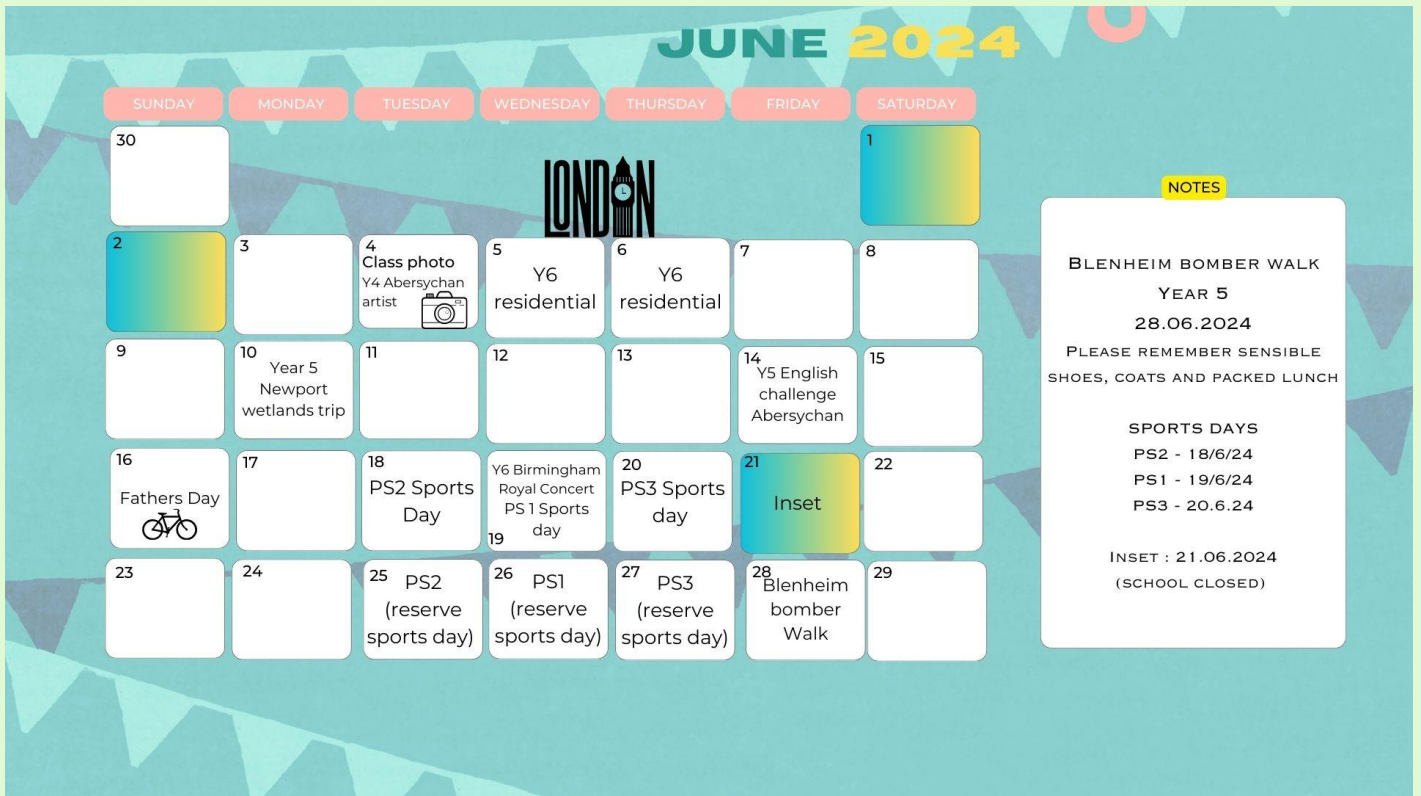 JUNE 2024
SUNDAY MONDAY TUESDAY WEDNESDAY THURSDAY FRIDAY SATURDAY
30
1
LONDON
2
3
4
Class photo
Y4 Abersychan
artist
5
Y6
residential
6
Y6
residential
7
8
9
10
Year 5
Newport
wetlands trip
11
12
13
14
Y5 English
challenge
Abersychan
15
16
Fathers Day
17
18
PS2 Sports
Day
Y6 Birmingham
Royal Concert
PS 1 Sports
day
19
20
PS3 Sports
day
21
Inset
22
23
24
25 PS2
(reserve
sports day)
26 PS1
(reserve
sports day)
27 PS3
(reserve
sports day)
28
Blenheim
bomber
Walk
29
NOTES
BLENHEIM BOMBER WALK
YEAR 5
28.06.2024
PLEASE REMEMBER SENSIBLE
SHOES, COATS AND PACKED LUNCH
SPORTS DAYS
PS2 - 18/6/24
PS1 - 19/6/24
PS3 - 20.6.24
INSET : 21.06.2024
(SCHOOL CLOSED)